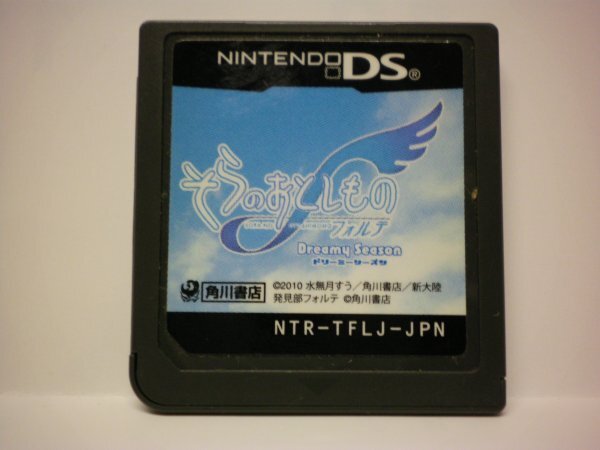 NINTENDO DS®
そらのおとしもの
フォルテ
Dreamy Season
ドリーミーシーズン
角川書店
©2010 水無月すう/角川書店/新大陸
発見部フォルテ ©角川書店
NTR-TFLJ-JPN